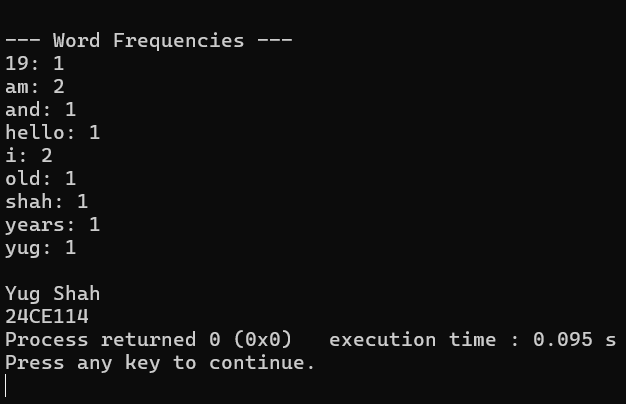 --- Word Frequencies ---
19: 1
am: 2
and: 1
hello: 1
i: 2
old: 1
shah: 1
years: 1
yug: 1
Yug Shah
24CE114
Process returned 0 (0x0)   execution time : 0.095 s
Press any key to continue.